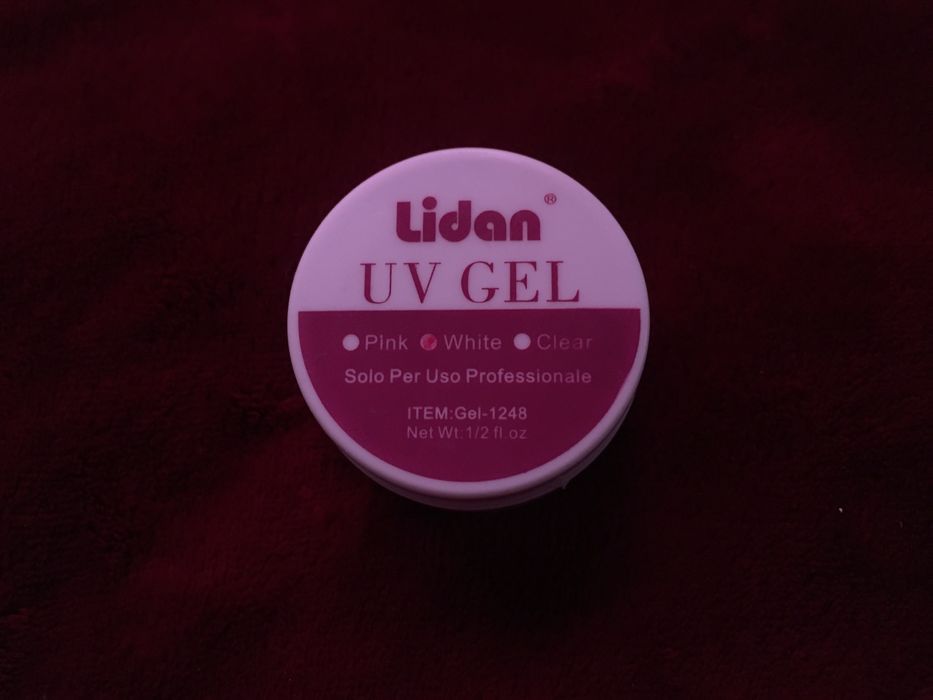 Lidan®
UV GEL
Pink White Clear
Solo Per Uso Professionale
ITEM:Gel-1248
Net Wt.1/2 fl.oz